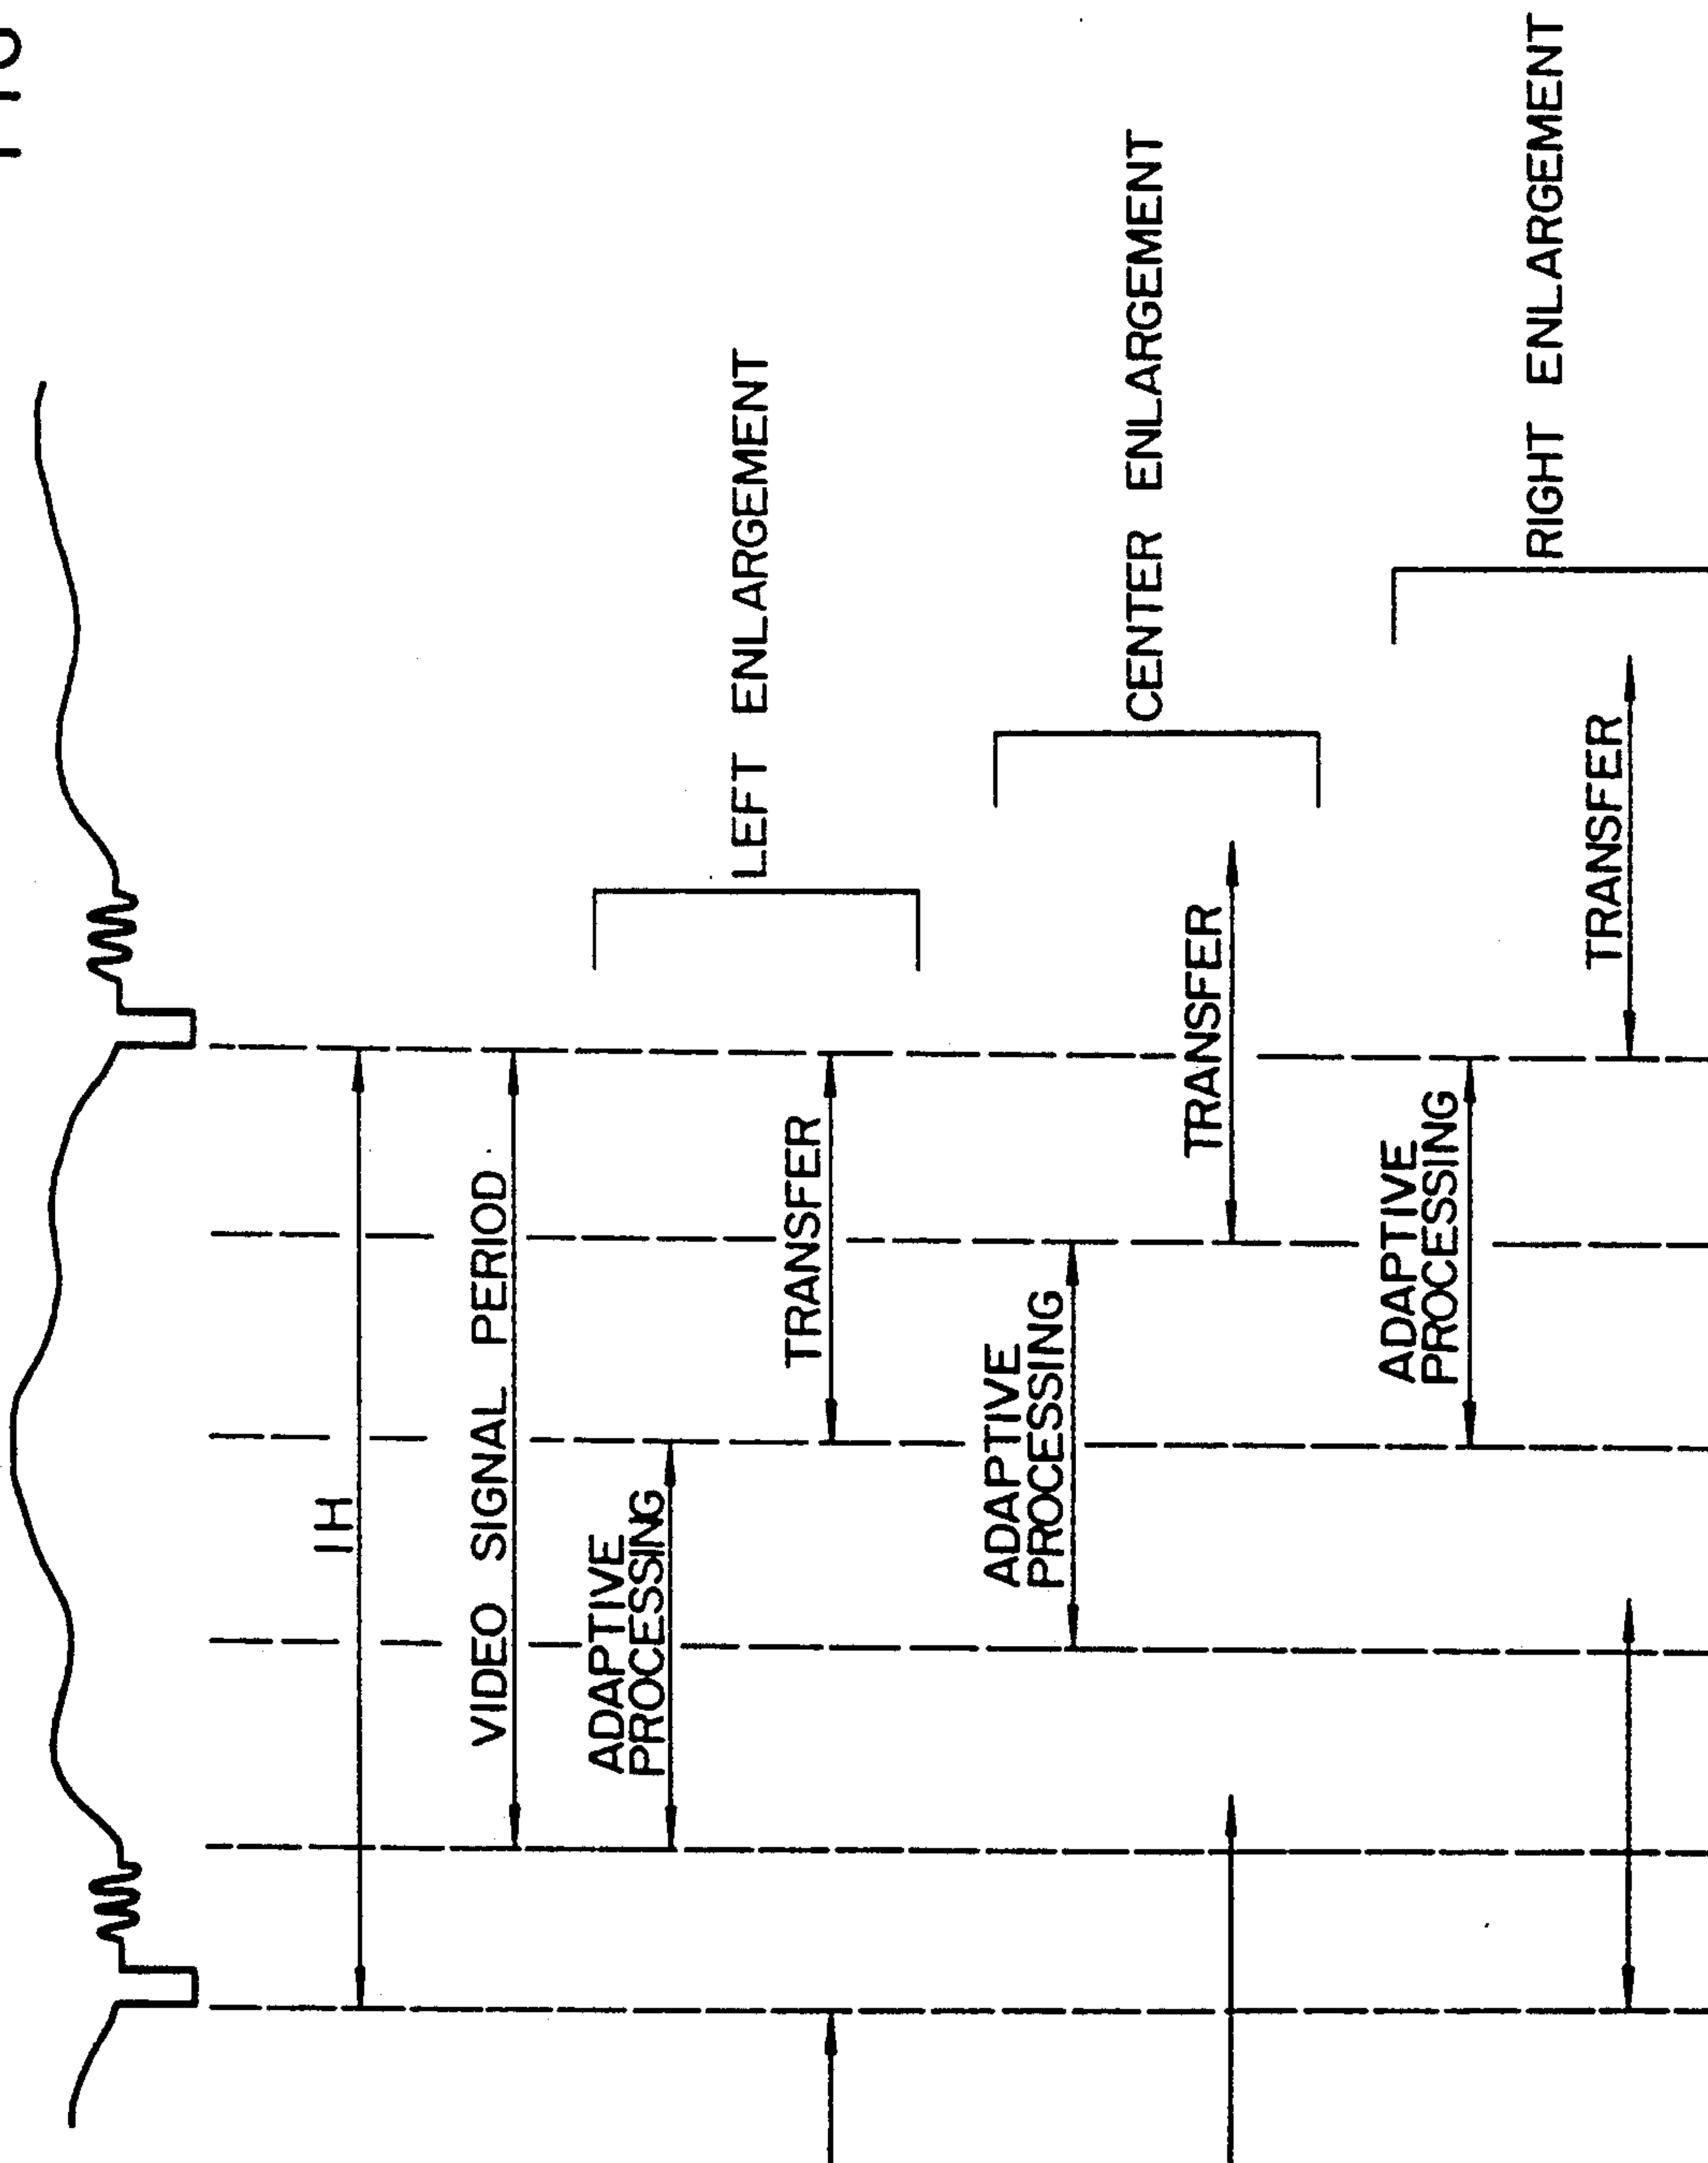 1H
VIDEO SIGNAL PERIOD
ADAPTIVE
PROCESSING
TRANSFER
LEFT ENLARGEMENT
ADAPTIVE
PROCESSING
TRANSFER
CENTER ENLARGEMENT
ADAPTIVE
PROCESSING
TRANSFER
RIGHT ENLARGEMENT